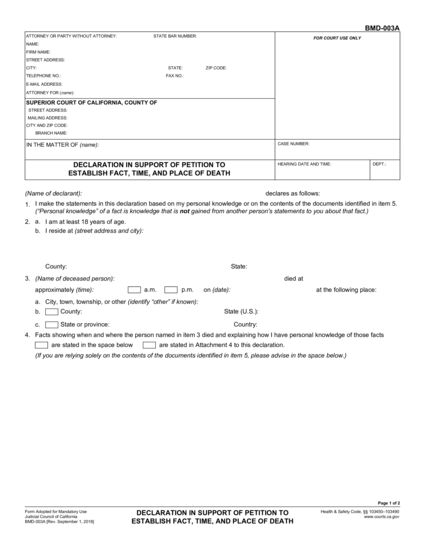 BMD-003A
ATTORNEY OR PARTY WITHOUT ATTORNEY: STATE BAR NUMBER:
FOR COURT USE ONLY
NAME:
FIRM NAME:
STREET ADDRESS:
CITY: STATE: ZIP CODE:
TELEPHONE NO.: FAX NO.:
E-MAIL ADDRESS:
ATTORNEY FOR (name):
SUPERIOR COURT OF CALIFORNIA, COUNTY OF
STREET ADDRESS:
MAILING ADDRESS:
CITY AND ZIP CODE:
BRANCH NAME:
IN THE MATTER OF (name):
CASE NUMBER:
DECLARATION IN SUPPORT OF PETITION TO
ESTABLISH FACT, TIME, AND PLACE OF DEATH
HEARING DATE AND TIME: DEPT.:
(Name of declarant): declares as follows:
1. I make the statements in this declaration based on my personal knowledge or on the contents of the documents identified in item 5.
("Personal knowledge" of a fact is knowledge that is not gained from another person's statements to you about that fact.)
2. a. I am at least 18 years of age.
b. I reside at (street address and city):
County: State:
3. (Name of deceased person): died at
approximately (time): a.m. p.m. on (date): at the following place:
a. City, town, township, or other (identify "other" if known):
b. County: State (U.S.):
c. State or province: Country:
4. Facts showing when and where the person named in item 3 died and explaining how I have personal knowledge of those facts
are stated in the space below are stated in Attachment 4 to this declaration.
(If you are relying solely on the contents of the documents identified in item 5, please advise in the space below.)
Page 1 of 2
Form Adopted for Mandatory Use
Judicial Council of California
BMD-003A [Rev. September 1, 2018]
DECLARATION IN SUPPORT OF PETITION TO
ESTABLISH FACT, TIME, AND PLACE OF DEATH
Health & Safety Code, §§ 103450–103490
www.courts.ca.gov